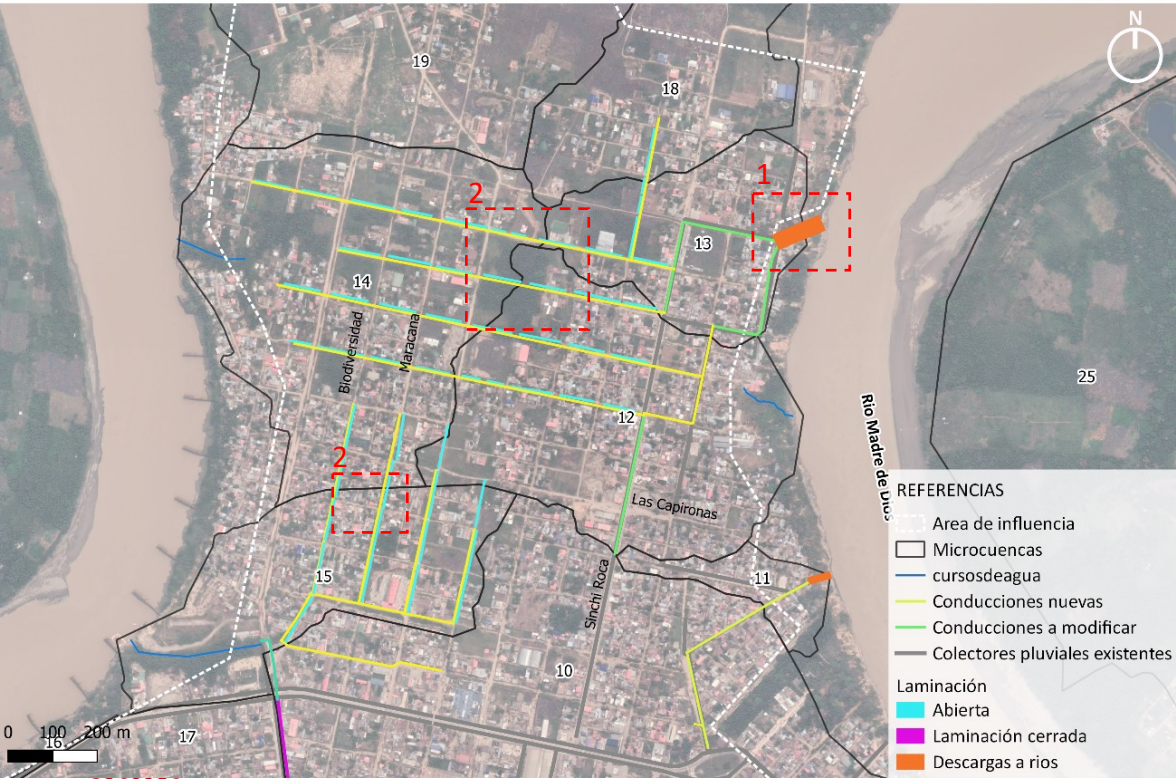 N
19
18
1
2
13
14
Biodiversidad
Maracana
25
12
Rio Madre de Dios
2
Las Capironas
15
11
Sinchi Roca
10
17
16
0 100 200 m
REFERENCIAS
Area de influencia
Microcuencas
cursosdeagua
Conducciones nuevas
Conducciones a modificar
Colectores pluviales existentes
Laminación
Abierta
Laminación cerrada
Descargas a rios